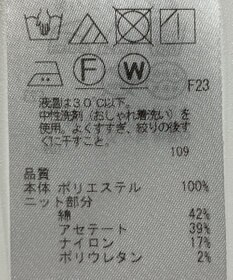 F
W
F23
液温は30℃以下。
中性洗剤(おしゃれ着洗い)を
使用。よくすすぎ、絞りの後す
ぐに干すこと。
109
品質
本体 ポリエステル 100%
ニット部分
綿 42%
アセテート 39%
ナイロン 17%
ポリウレタン 2%